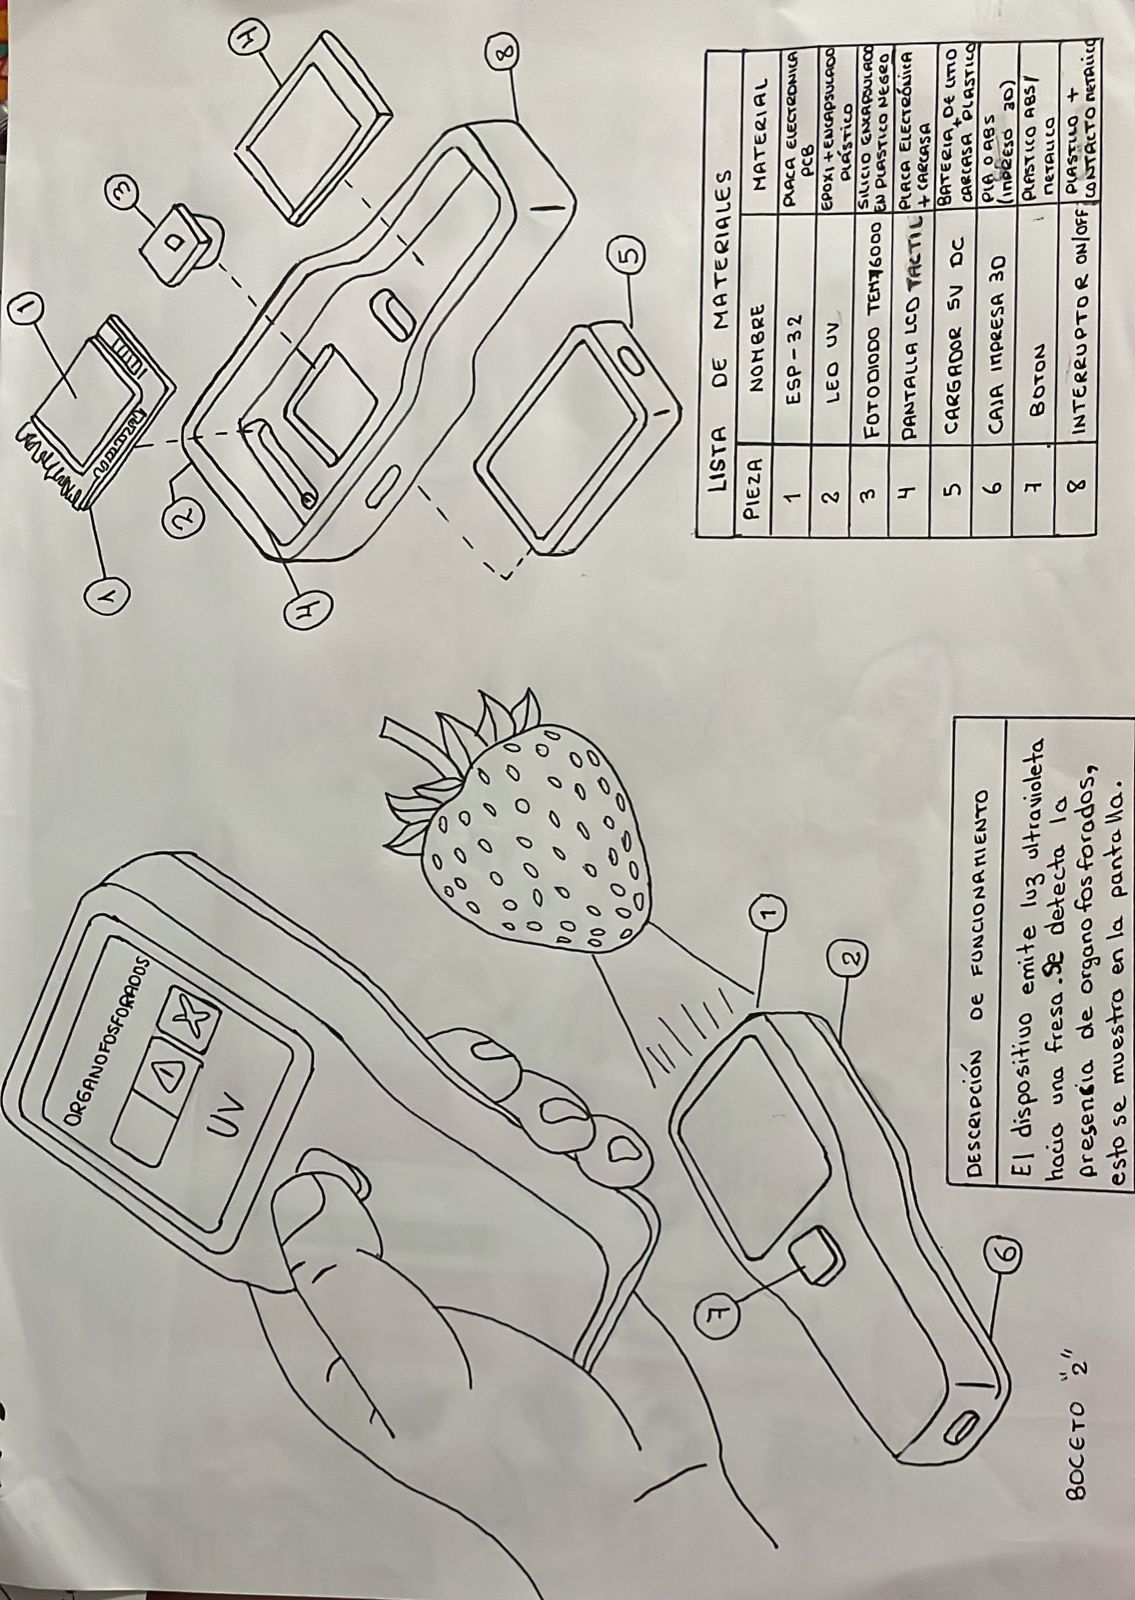 ORGANOFOSFORADOS
UV
1
2
7
6
BOCETO "2"
DESCRIPCIÓN DE FUNCIONAMIENTO
El dispositivo emite luz ultravioleta
hacia una fresa. Se detecta la
presencia de organofosforados,
esto se muestra en la pantalla.
1
1
2
3
4
4
5
8
LISTA DE MATERIALES
PIEZA NOMBRE MATERIAL
1 ESP-32 PLACA ELECTRONICA
PCB
2 LED UV EPOXI + ENCAPSULADO
PLÁSTICO
3 FOTODIODO TEMT6000 SILICIO ENCAPSULADO
EN PLASTICO NEGRO
4 PANTALLA LCD TACTIL PLACA ELECTRÓNICA
+ CARCASA
5 CARGADOR 5V DC BATERIA DE LITIO
+ CARCASA PLASTICO
6 CAJA IMPRESA 3D PLA O ABS
(IMPRESO 3D)
7 BOTON PLASTICO ABS/
METALICO
8 INTERRUPTOR ON/OFF PLASTICO +
CONTACTO METALICO